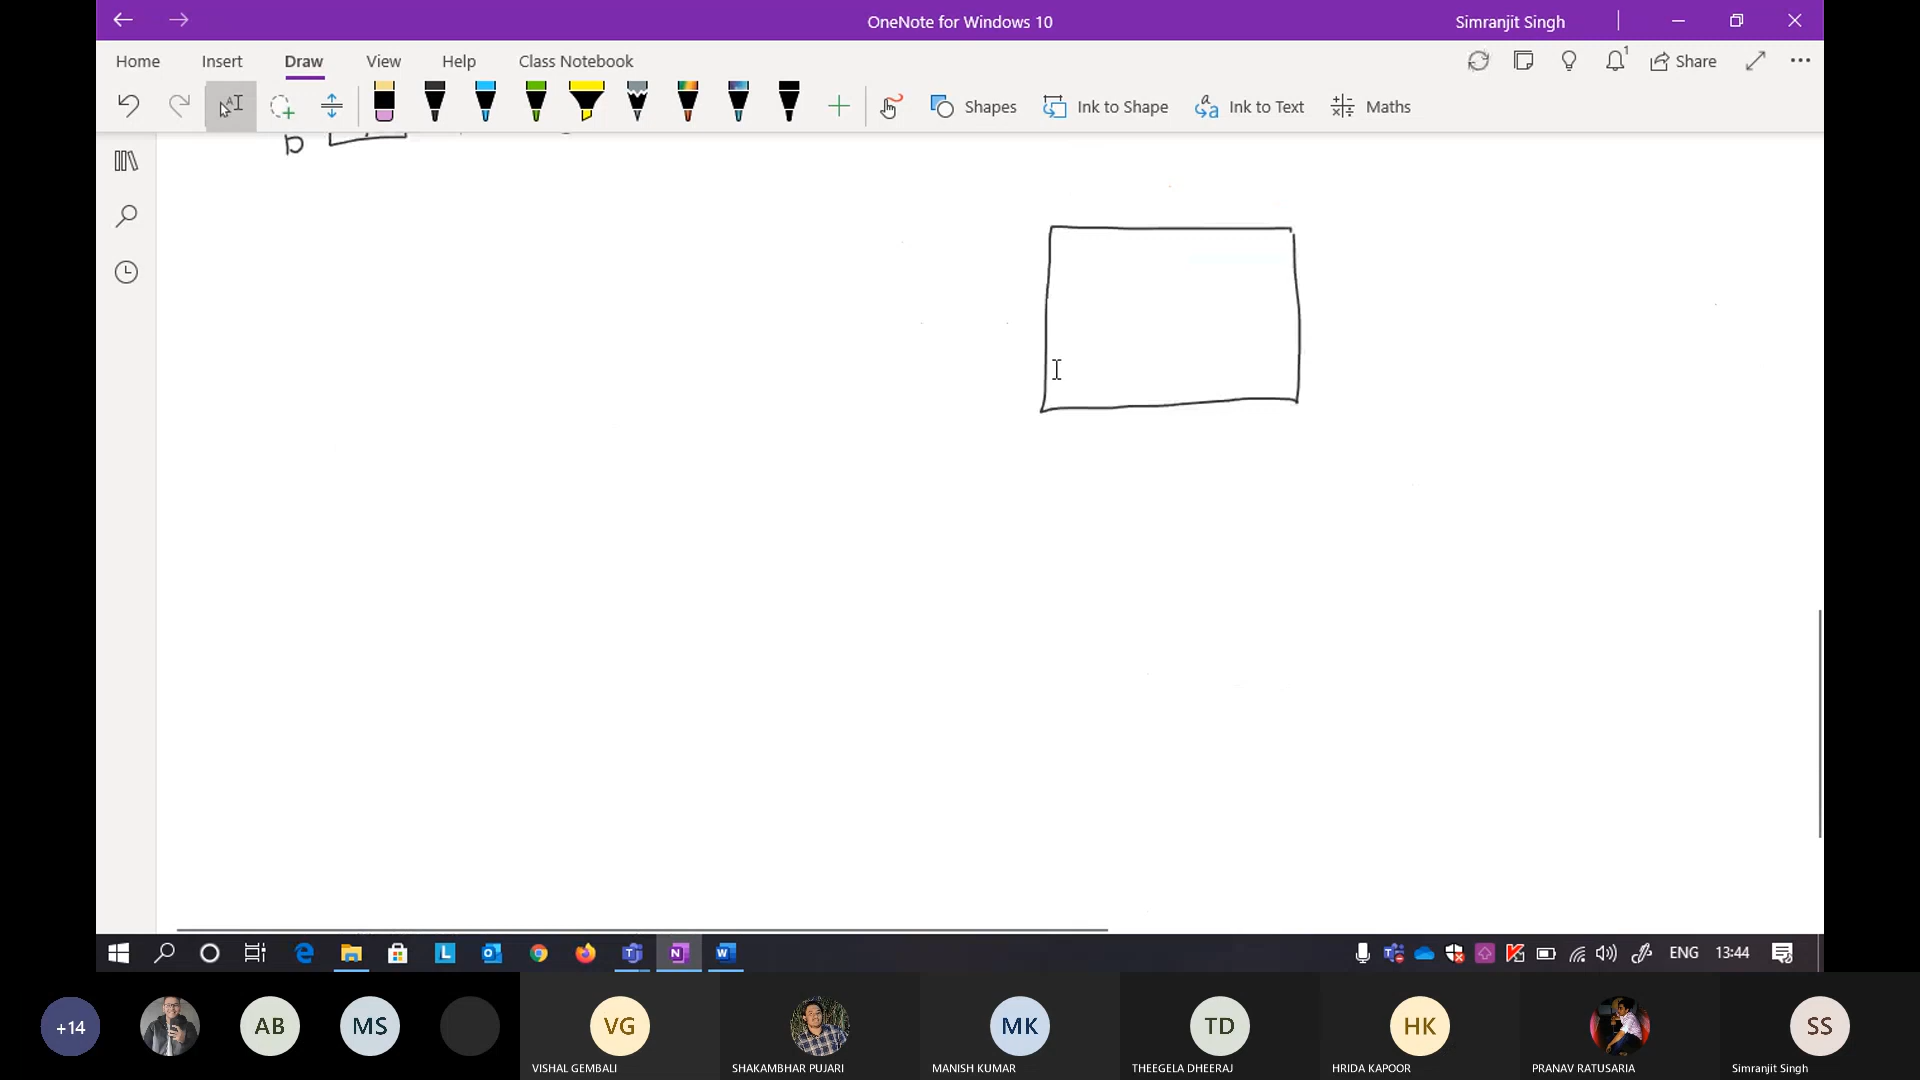 OneNote for Windows 10
Simranjit Singh
Home Insert Draw View Help Class Notebook
1
Share
Shapes
Ink to Shape
Ink to Text
Maths
D
ENG 13:44
+14
AB
MS
VG
MK
TD
HK
SS
VISHAL GEMBALI
SHAKAMBHAR PUJARI
MANISH KUMAR
THEEGELA DHEERAJ
HRIDA KAPOOR
PRANAV RATUSARIA
Simranjit Singh